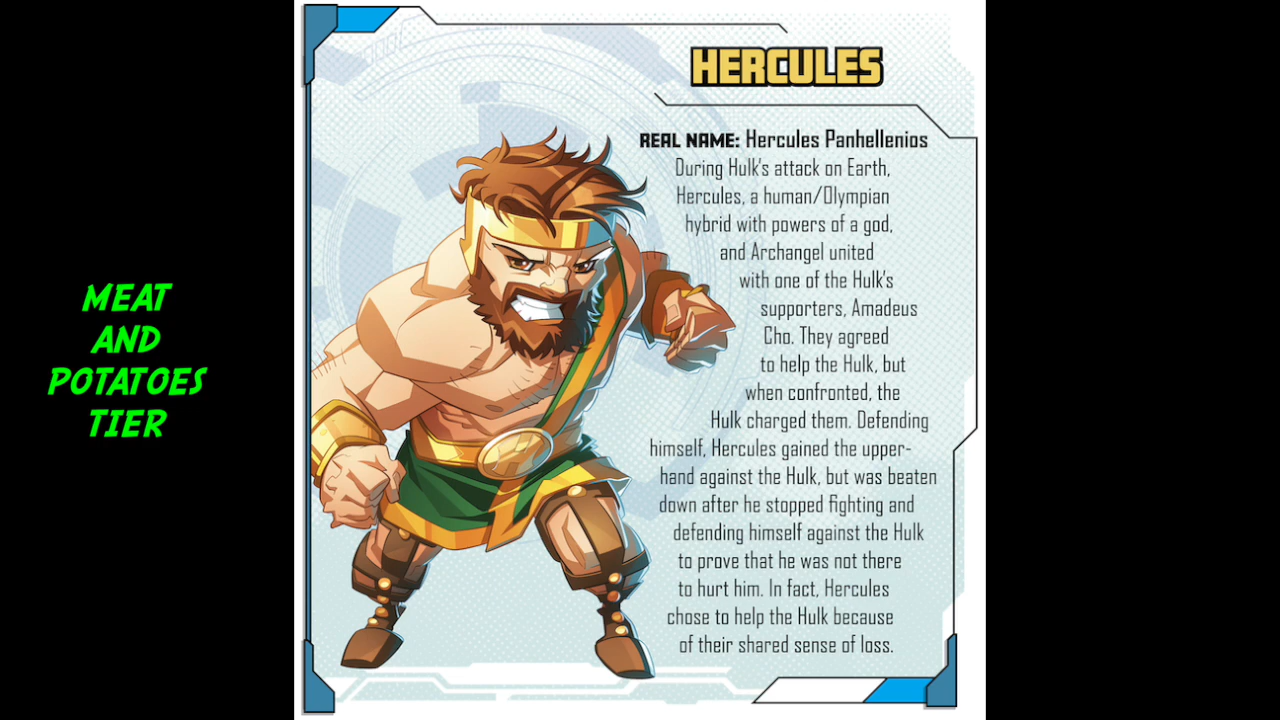 MEAT
AND
POTATOES
TIER
HERCULES
REAL NAME: Hercules Panhellenios
During Hulk's attack on Earth,
Hercules, a human/Olympian
hybrid with powers of a god,
and Archangel united
with one of the Hulk's
supporters, Amadeus
Cho. They agreed
to help the Hulk, but
when confronted, the
Hulk charged them. Defending
himself, Hercules gained the upper-
hand against the Hulk, but was beaten
down after he stopped fighting and
defending himself against the Hulk
to prove that he was not there
to hurt him. In fact, Hercules
chose to help the Hulk because
of their shared sense of loss.